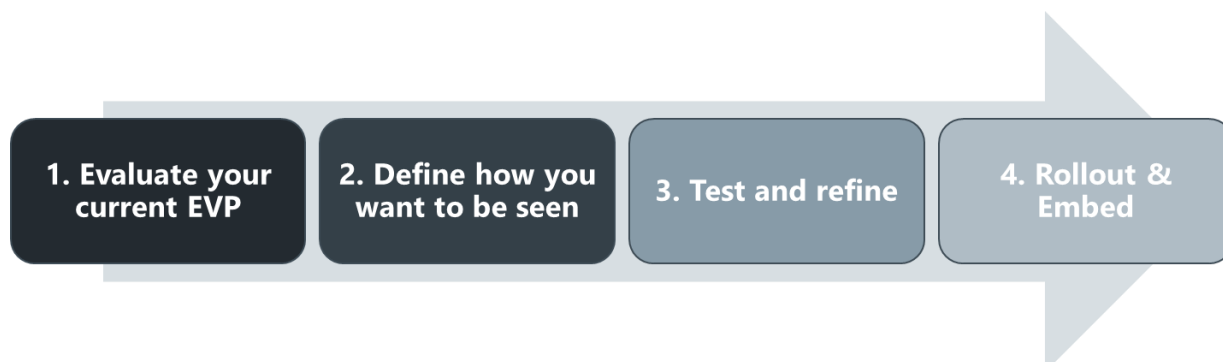 1. Evaluate your
current EVP
2. Define how you
want to be seen
3. Test and refine
4. Rollout &
Embed